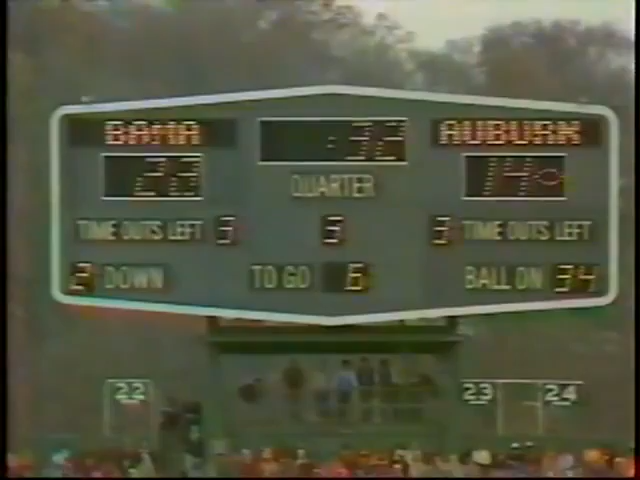 BAMA :32 AUBURN
23 QUARTER 14
TIME OUTS LEFT 3 3 3 TIME OUTS LEFT
2 DOWN TO GO 6 BALL ON 34
22 23 24